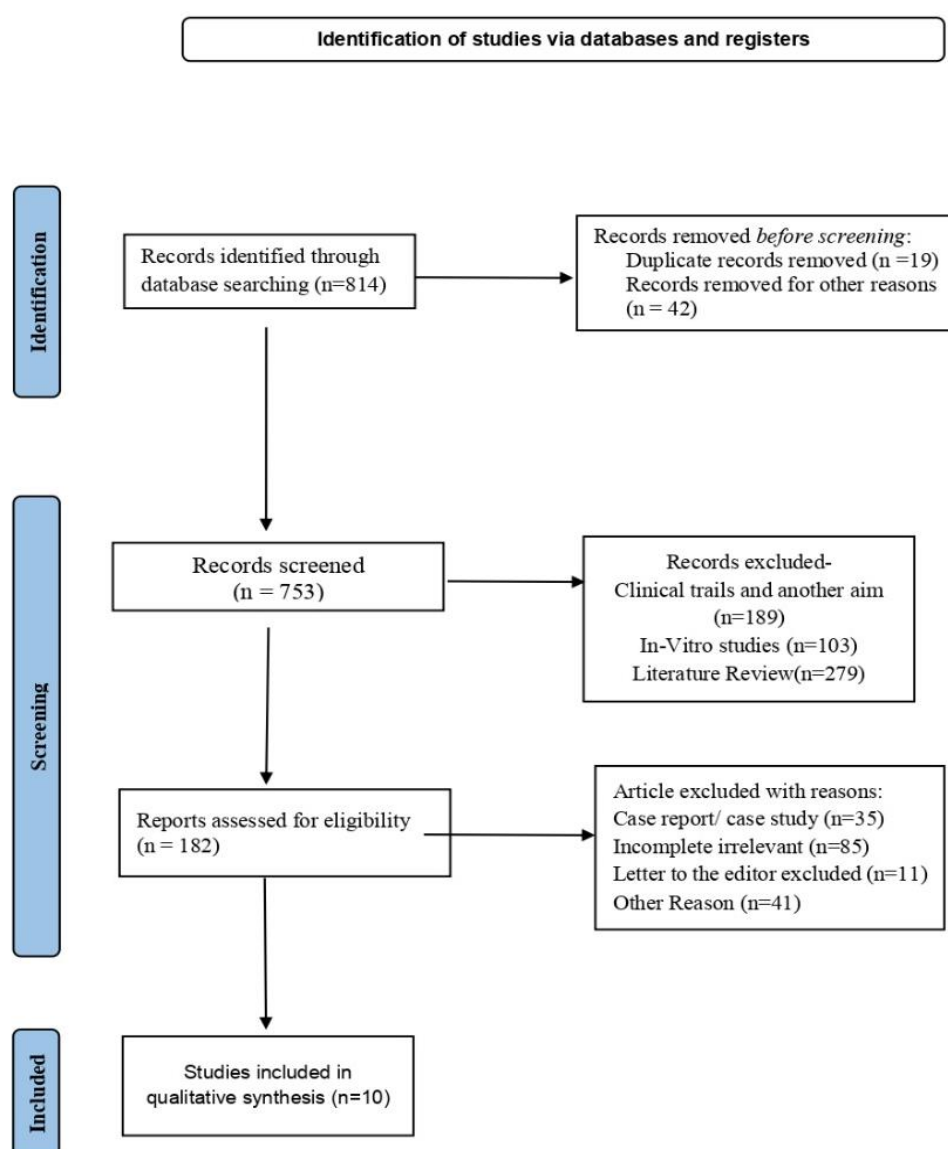 Identification of studies via databases and registers
Identification
Records identified through
database searching (n=814)
Records removed before screening:
Duplicate records removed (n =19)
Records removed for other reasons
(n = 42)
Screening
Records screened
(n = 753)
Records excluded-
Clinical trails and another aim
(n=189)
In-Vitro studies (n=103)
Literature Review(n=279)
Reports assessed for eligibility
(n = 182)
Article excluded with reasons:
Case report/ case study (n=35)
Incomplete irrelevant (n=85)
Letter to the editor excluded (n=11)
Other Reason (n=41)
Included
Studies included in
qualitative synthesis (n=10)